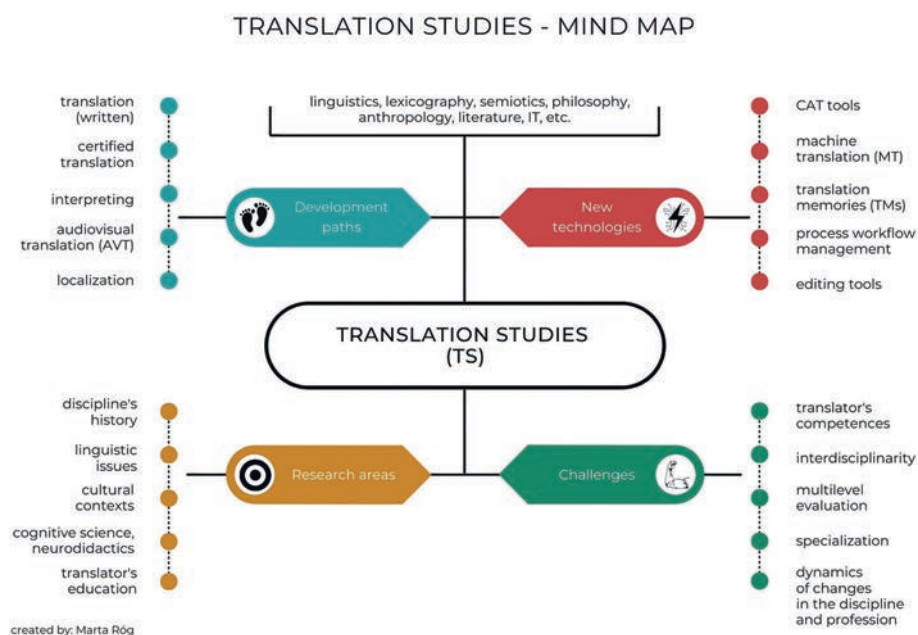 TRANSLATION STUDIES - MIND MAP
linguistics, lexicography, semiotics, philosophy,
anthropology, literature, IT, etc.
translation
(written)
certified
translation
interpreting
audiovisual
translation (AVT)
localization
Development
paths
New
technologies
CAT tools
machine
translation (MT)
translation
memories (TMs)
process workflow
management
editing tools
TRANSLATION STUDIES
(TS)
discipline's
history
linguistic
issues
cultural
contexts
cognitive science,
neurodidactics
translator's
education
Research areas
Challenges
translator's
competences
interdisciplinarity
multilevel
evaluation
specialization
dynamics
of changes
in the discipline
and profession
created by: Marta Róg